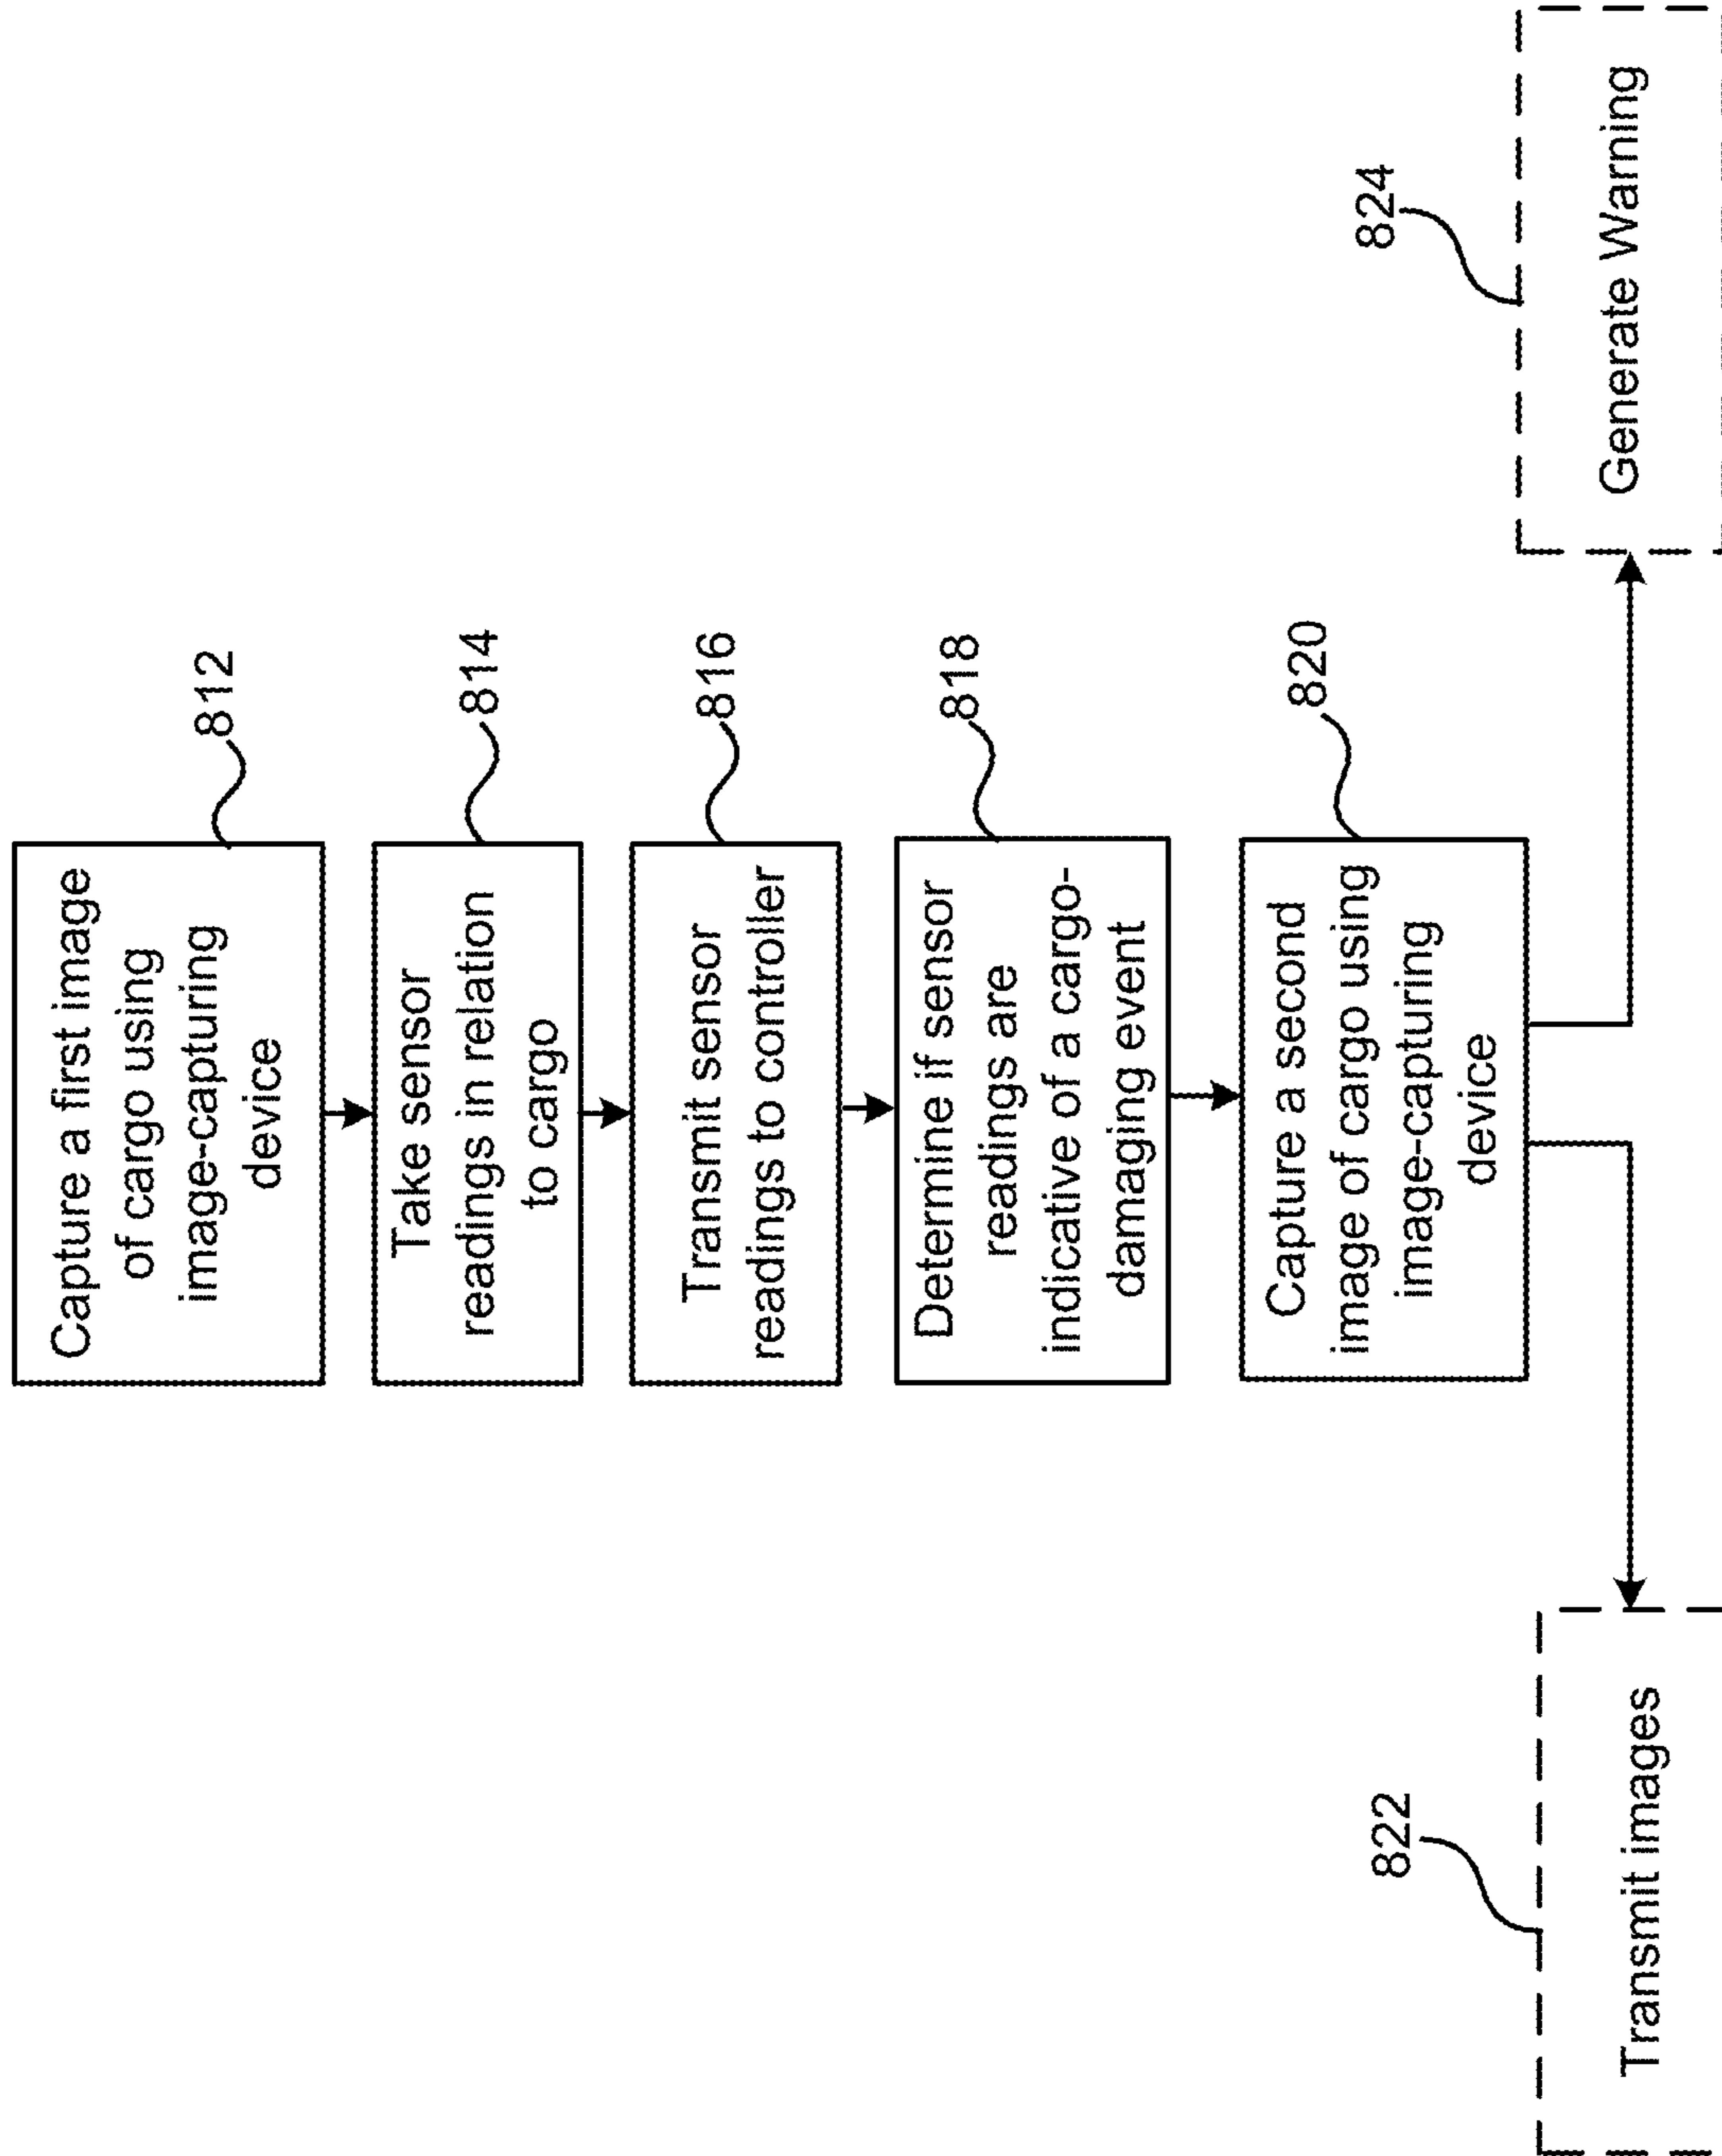 Capture a first image
of cargo using
image-capturing
device
812
Take sensor
readings in relation
to cargo
814
Transmit sensor
readings to controller
816
Determine if sensor
readings are
indicative of a cargo-
damaging event
818
Capture a second
image of cargo using
image-capturing
device
820
822
Transmit images
824
Generate Warning